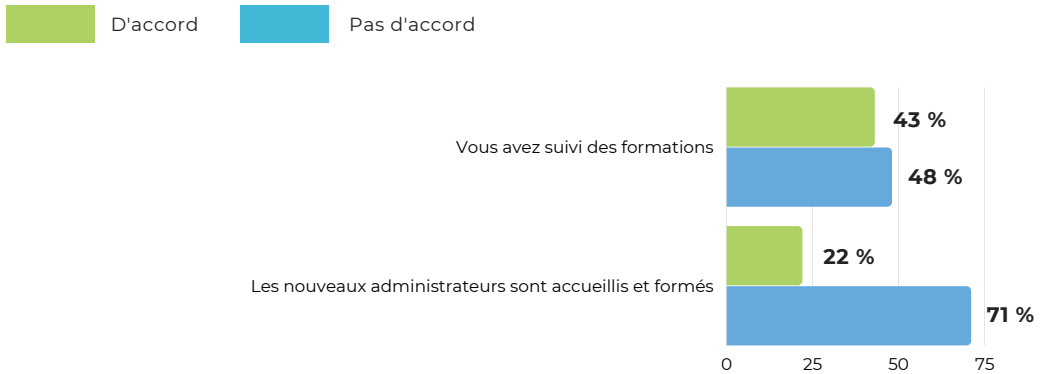 D'accord
Pas d'accord
43 %
Vous avez suivi des formations
48 %
22 %
Les nouveaux administrateurs sont accueillis et formés
71 %
0 25 50 75